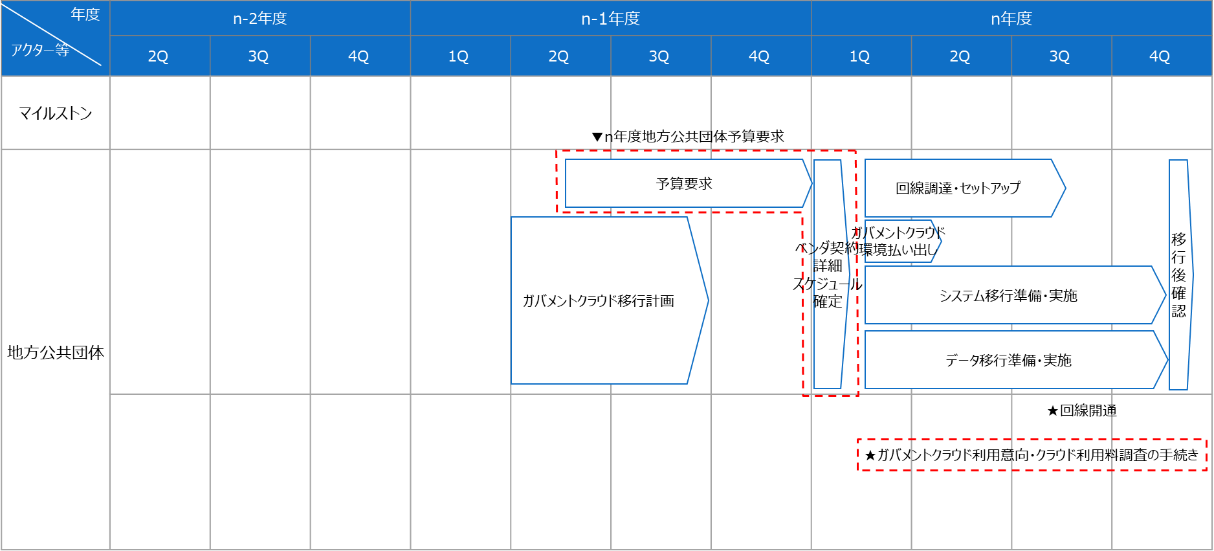 年度
アクター等
n-2年度
n-1年度
n年度
2Q
3Q
4Q
1Q
2Q
3Q
4Q
1Q
2Q
3Q
4Q
マイルストン
▼n年度地方公共団体予算要求
地方公共団体
予算要求
ガバメントクラウド移行計画
ベンダ契約
詳細
スケジュール
確定
回線調達・セットアップ
ガバメントクラウド
環境払い出し
システム移行準備・実施
データ移行準備・実施
移
行
後
確
認
★回線開通
★ガバメントクラウド利用意向・クラウド利用料調査の手続き